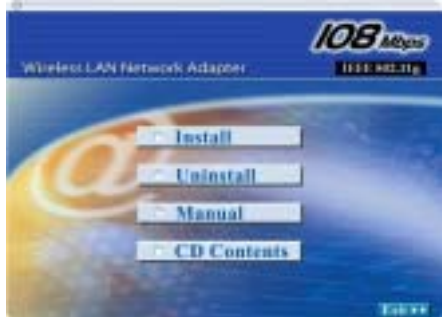 108 Mbps
Wireless LAN Network Adapter
IEEE 802.11g
Install
Uninstall
Manual
CD Contents
Exit>>